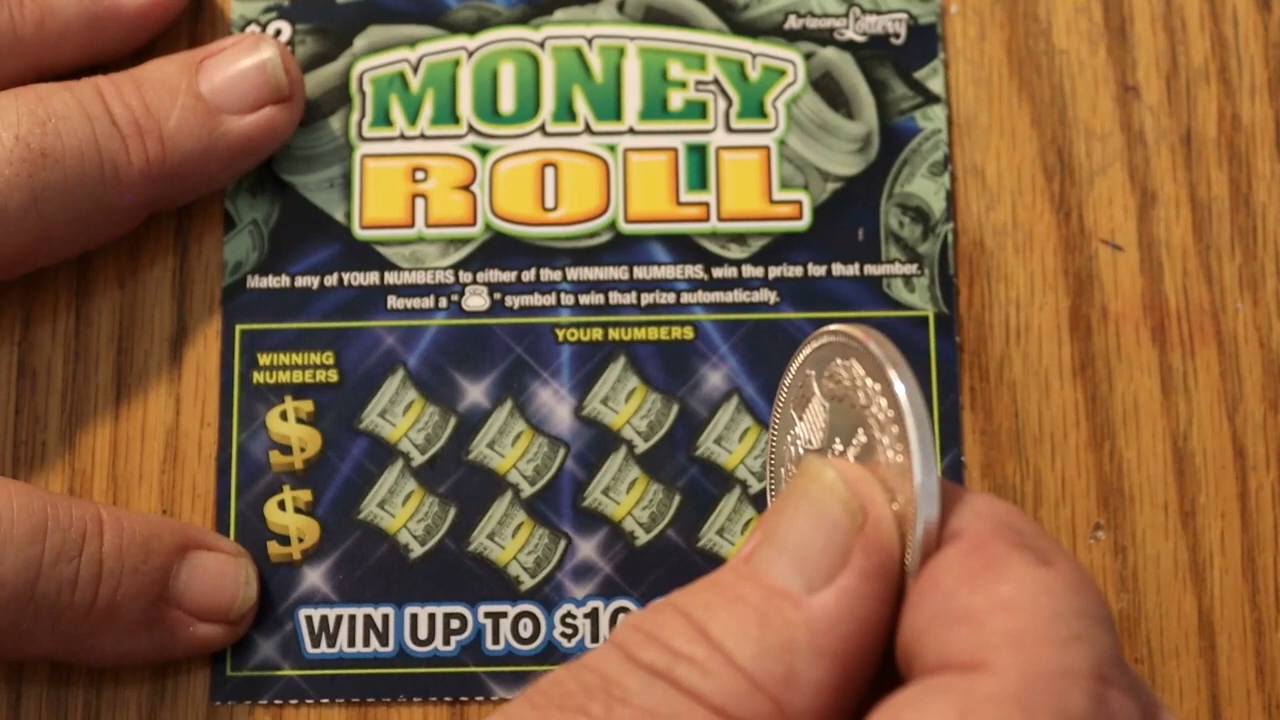 $2
Arizona Lottery
MONEY
ROLL
Match any of YOUR NUMBERS to either of the WINNING NUMBERS, win the prize for that number.
Reveal a " " symbol to win that prize automatically.
YOUR NUMBERS
WINNING
NUMBERS
$
$
WIN UP TO $10